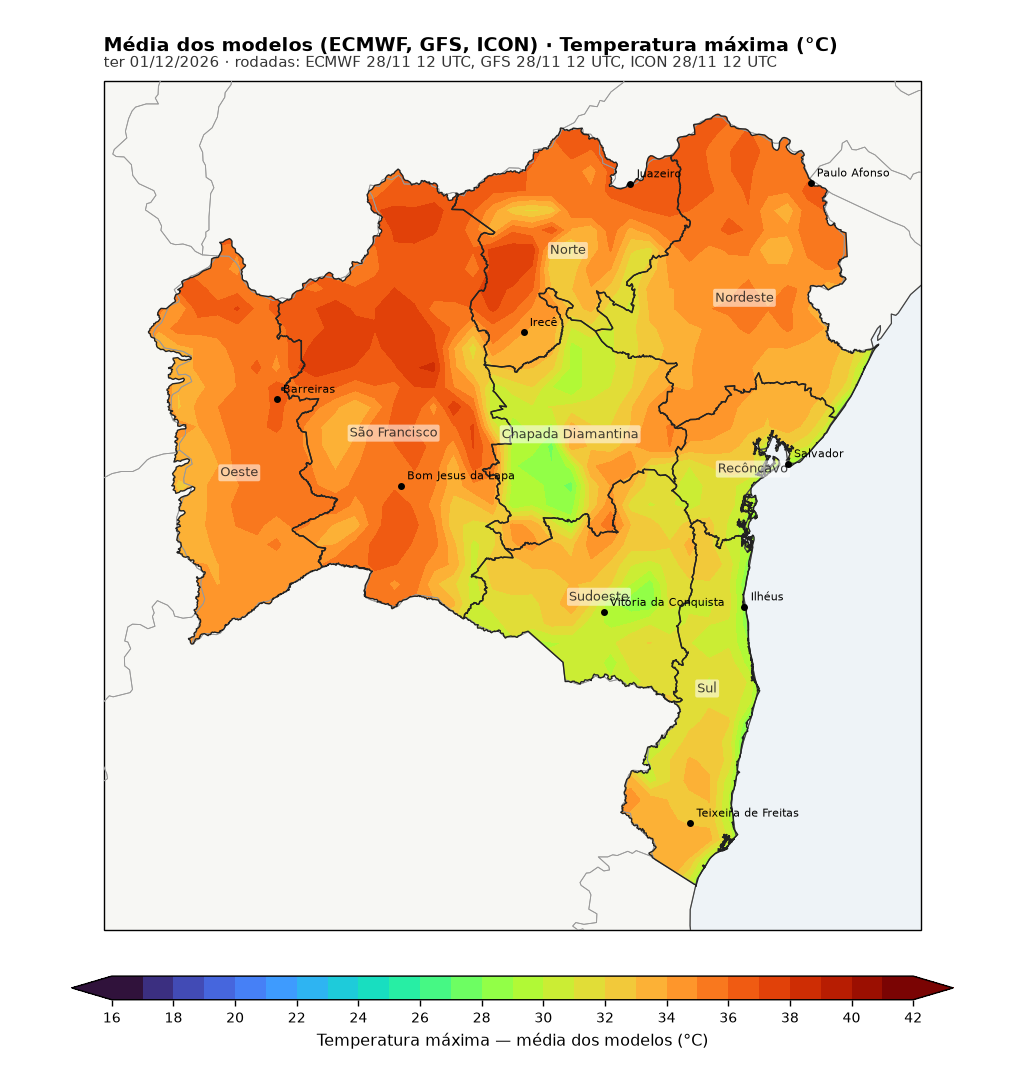 Média dos modelos (ECMWF, GFS, ICON) · Temperatura máxima (°C)
ter 01/12/2026 · rodadas: ECMWF 28/11 12 UTC, GFS 28/11 12 UTC, ICON 28/11 12 UTC
Juazeiro
Paulo Afonso
Norte
Nordeste
Irecê
Barreiras
São Francisco
Chapada Diamantina
Salvador
Oeste
Recôncavo
Bom Jesus da Lapa
Sudoeste
Ilhéus
Vitória da Conquista
Sul
Teixeira de Freitas
16 18 20 22 24 26 28 30 32 34 36 38 40 42
Temperatura máxima — média dos modelos (°C)